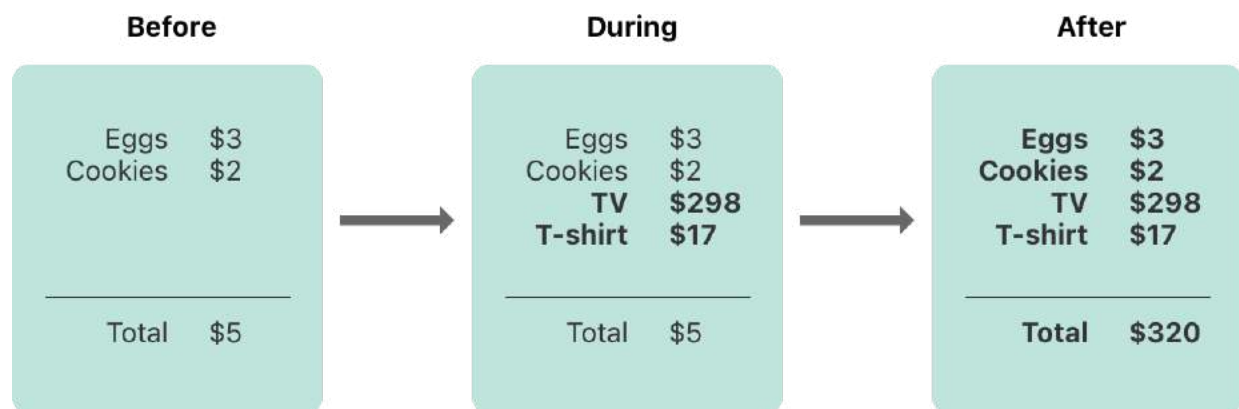 Before
Eggs $3
Cookies $2
Total $5
During
Eggs $3
Cookies $2
TV $298
T-shirt $17
Total $5
After
Eggs $3
Cookies $2
TV $298
T-shirt $17
Total $320